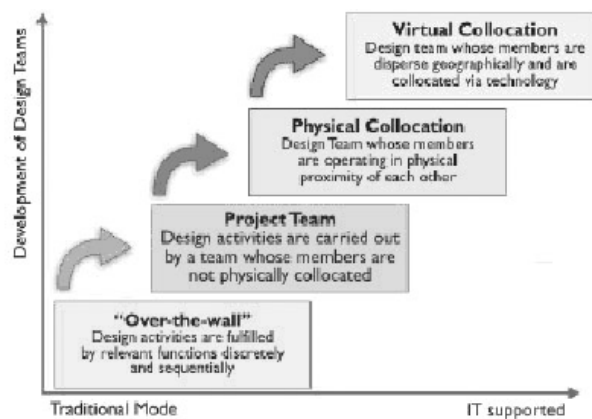 Development of Design Teams
Virtual Collocation
Design team whose members are
disperse geographically and are
collocated via technology
Physical Collocation
Design Team whose members
are operating in physical
proximity of each other
Project Team
Design activities are carried out
by a team whose members are
not physically collocated
"Over-the-wall"
Design activities are fulfilled
by relevant functions discretely
and sequentially
Traditional Mode
IT supported